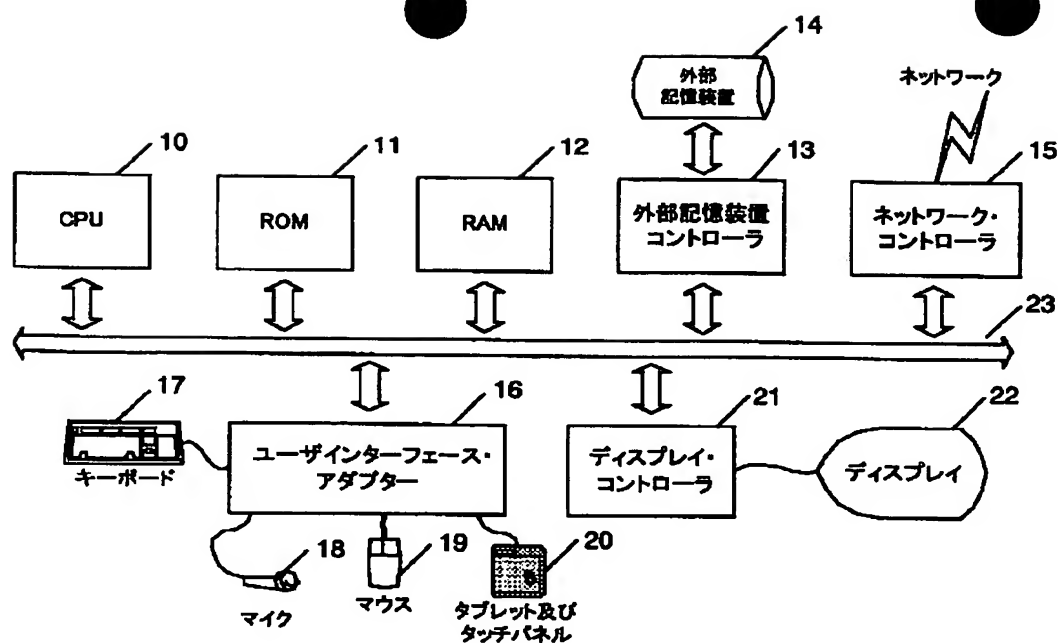 14
外部
記憶装置
ネットワーク
10
11
12
13
15
CPU
ROM
RAM
外部記憶装置
コントローラ
ネットワーク・
コントローラ
23
17
16
21
22
キーボード
ユーザインターフェース・
アダプター
ディスプレイ・
コントローラ
ディスプレイ
18
19
20
マイク
マウス
タブレット及び
タッチパネル